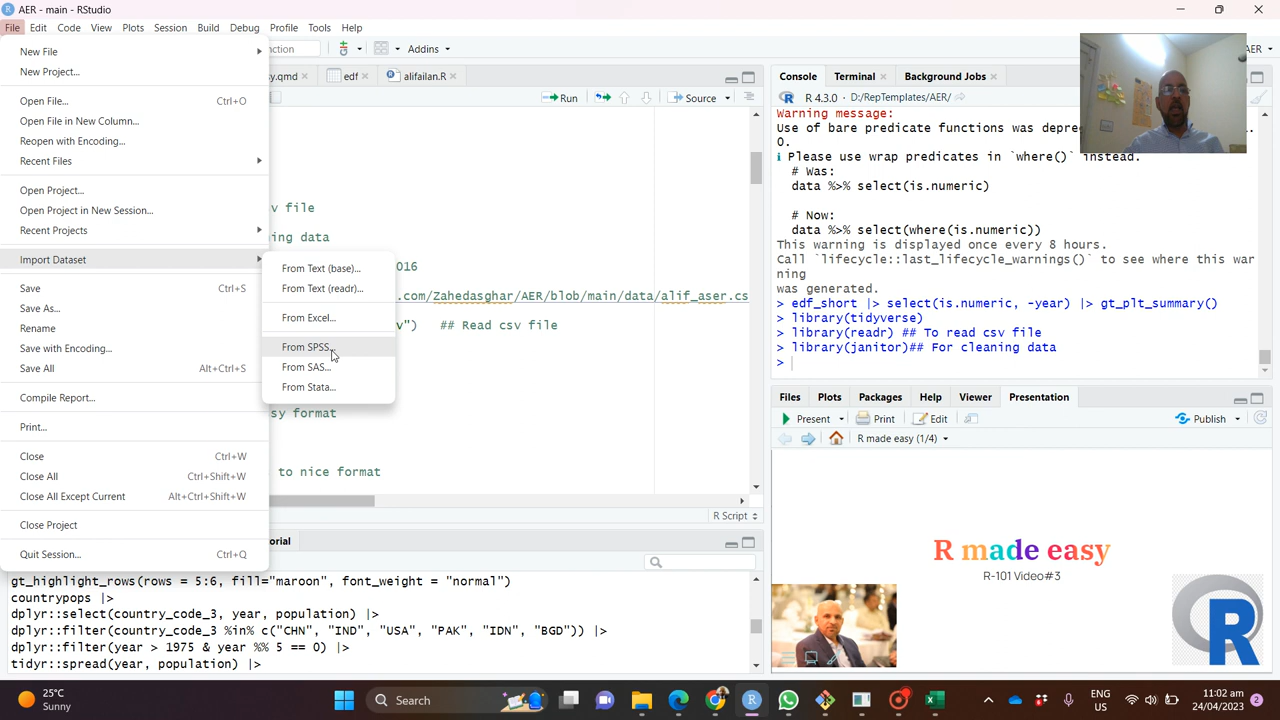 AER - main - RStudio
File Edit Code View Plots Session Build Debug Profile Tools Help
New File
New Project...
Open File... Ctrl+O
Open File in New Column...
Reopen with Encoding...
Recent Files
Open Project...
Open Project in New Session...
Recent Projects
Import Dataset
Save Ctrl+S
Save As...
Rename
Save with Encoding...
Save All Alt+Ctrl+S
Compile Report...
Print...
Close Ctrl+W
Close All Ctrl+Shift+W
Close All Except Current Alt+Ctrl+Shift+W
Close Project
Quit Session... Ctrl+Q
From Text (base)...
From Text (readr)...
From Excel...
From SPSS...
From SAS...
From Stata...
nction Addins AER
sy.qmd edf alifailan.R
Run Source
v file
ning data
016
.com/Zahedasghar/AER/blob/main/data/alif_aser.cs
v") ## Read csv file
sy format
to nice format
R Script
orial
gt_highlight_rows(rows = 5:6, fill="maroon", font_weight = "normal")
countrypops |>
dplyr::select(country_code_3, year, population) |>
dplyr::filter(country_code_3 %in% c("CHN", "IND", "USA", "PAK", "IDN", "BGD")) |>
dplyr::filter(year > 1975 & year %% 5 == 0) |>
tidyr::spread(year, population) |>
Console Terminal Background Jobs
R 4.3.0 · D:/RepTemplates/AER/
Warning message:
Use of bare predicate functions was depre 1.
0.
ℹ Please use wrap predicates in `where()` instead.
# Was:
data %>% select(is.numeric)
# Now:
data %>% select(where(is.numeric))
This warning is displayed once every 8 hours.
Call `lifecycle::last_lifecycle_warnings()` to see where this war
ning
was generated.
> edf_short |> select(is.numeric, -year) |> gt_plt_summary()
> library(tidyverse)
> library(readr) ## To read csv file
> library(janitor)## For cleaning data
>
Files Plots Packages Help Viewer Presentation
Present Print Edit Publish
R made easy (1/4)
R made easy
R-101 Video#3
R
25°C
Sunny
Search
ENG
US
11:02 am
24/04/2023
2